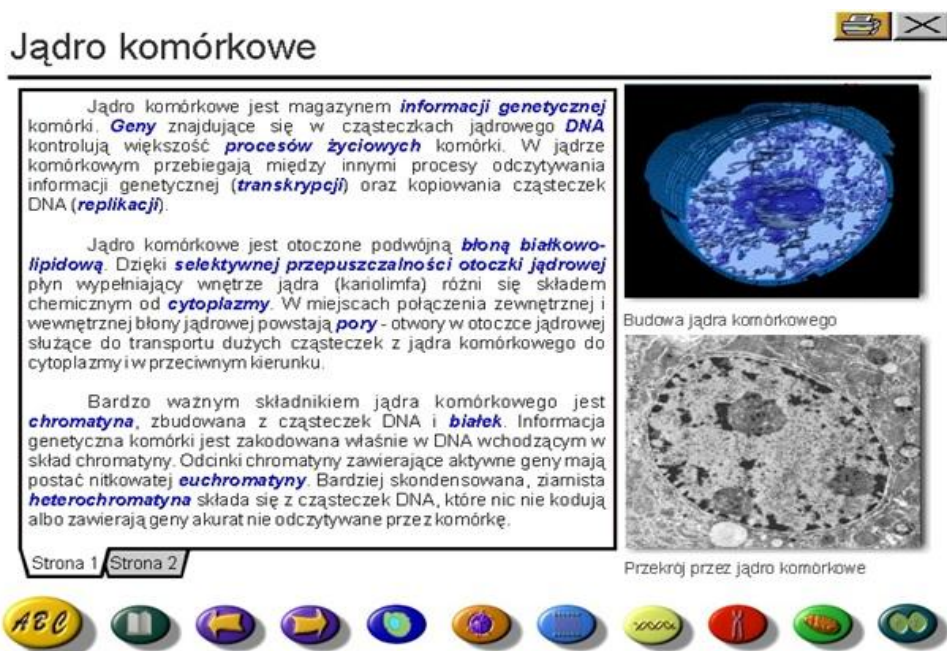 Jądro komórkowe
Jądro komórkowe jest magazynem informacji genetycznej
komórki. Geny znajdujące się w cząsteczkach jądrowego DNA
kontrolują większość procesów życiowych komórki. W jądrze
komórkowym przebiegają między innymi procesy odczytywania
informacji genetycznej (transkrypcji) oraz kopiowania cząsteczek
DNA (replikacji).
Jądro komórkowe jest otoczone podwójną błoną białkowo-
lipidową. Dzięki selektywnej przepuszczalności otoczki jądrowej
płyn wypełniający wnętrze jądra (kariolimfa) różni się składem
chemicznym od cytoplazmy. W miejscach połączenia zewnętrznej i
wewnętrznej błony jądrowej powstają pory - otwory w otoczce jądrowej
służące do transportu dużych cząsteczek z jądra komórkowego do
cytoplazmy i w przeciwnym kierunku.
Bardzo ważnym składnikiem jądra komórkowego jest
chromatyna, zbudowana z cząsteczek DNA i białek. Informacja
genetyczna komórki jest zakodowana właśnie w DNA wchodzącym w
skład chromatyny. Odcinki chromatyny zawierające aktywne geny mają
postać nitkowatej euchromatyny. Bardziej skondensowana, ziarnista
heterochromatyna składa się z cząsteczek DNA, które nic nie kodują
albo zawierają geny akurat nie odczytywane przez komórkę.
Strona 1 Strona 2
Budowa jądra komórkowego
Przekrój przez jądro komórkowe
ABC